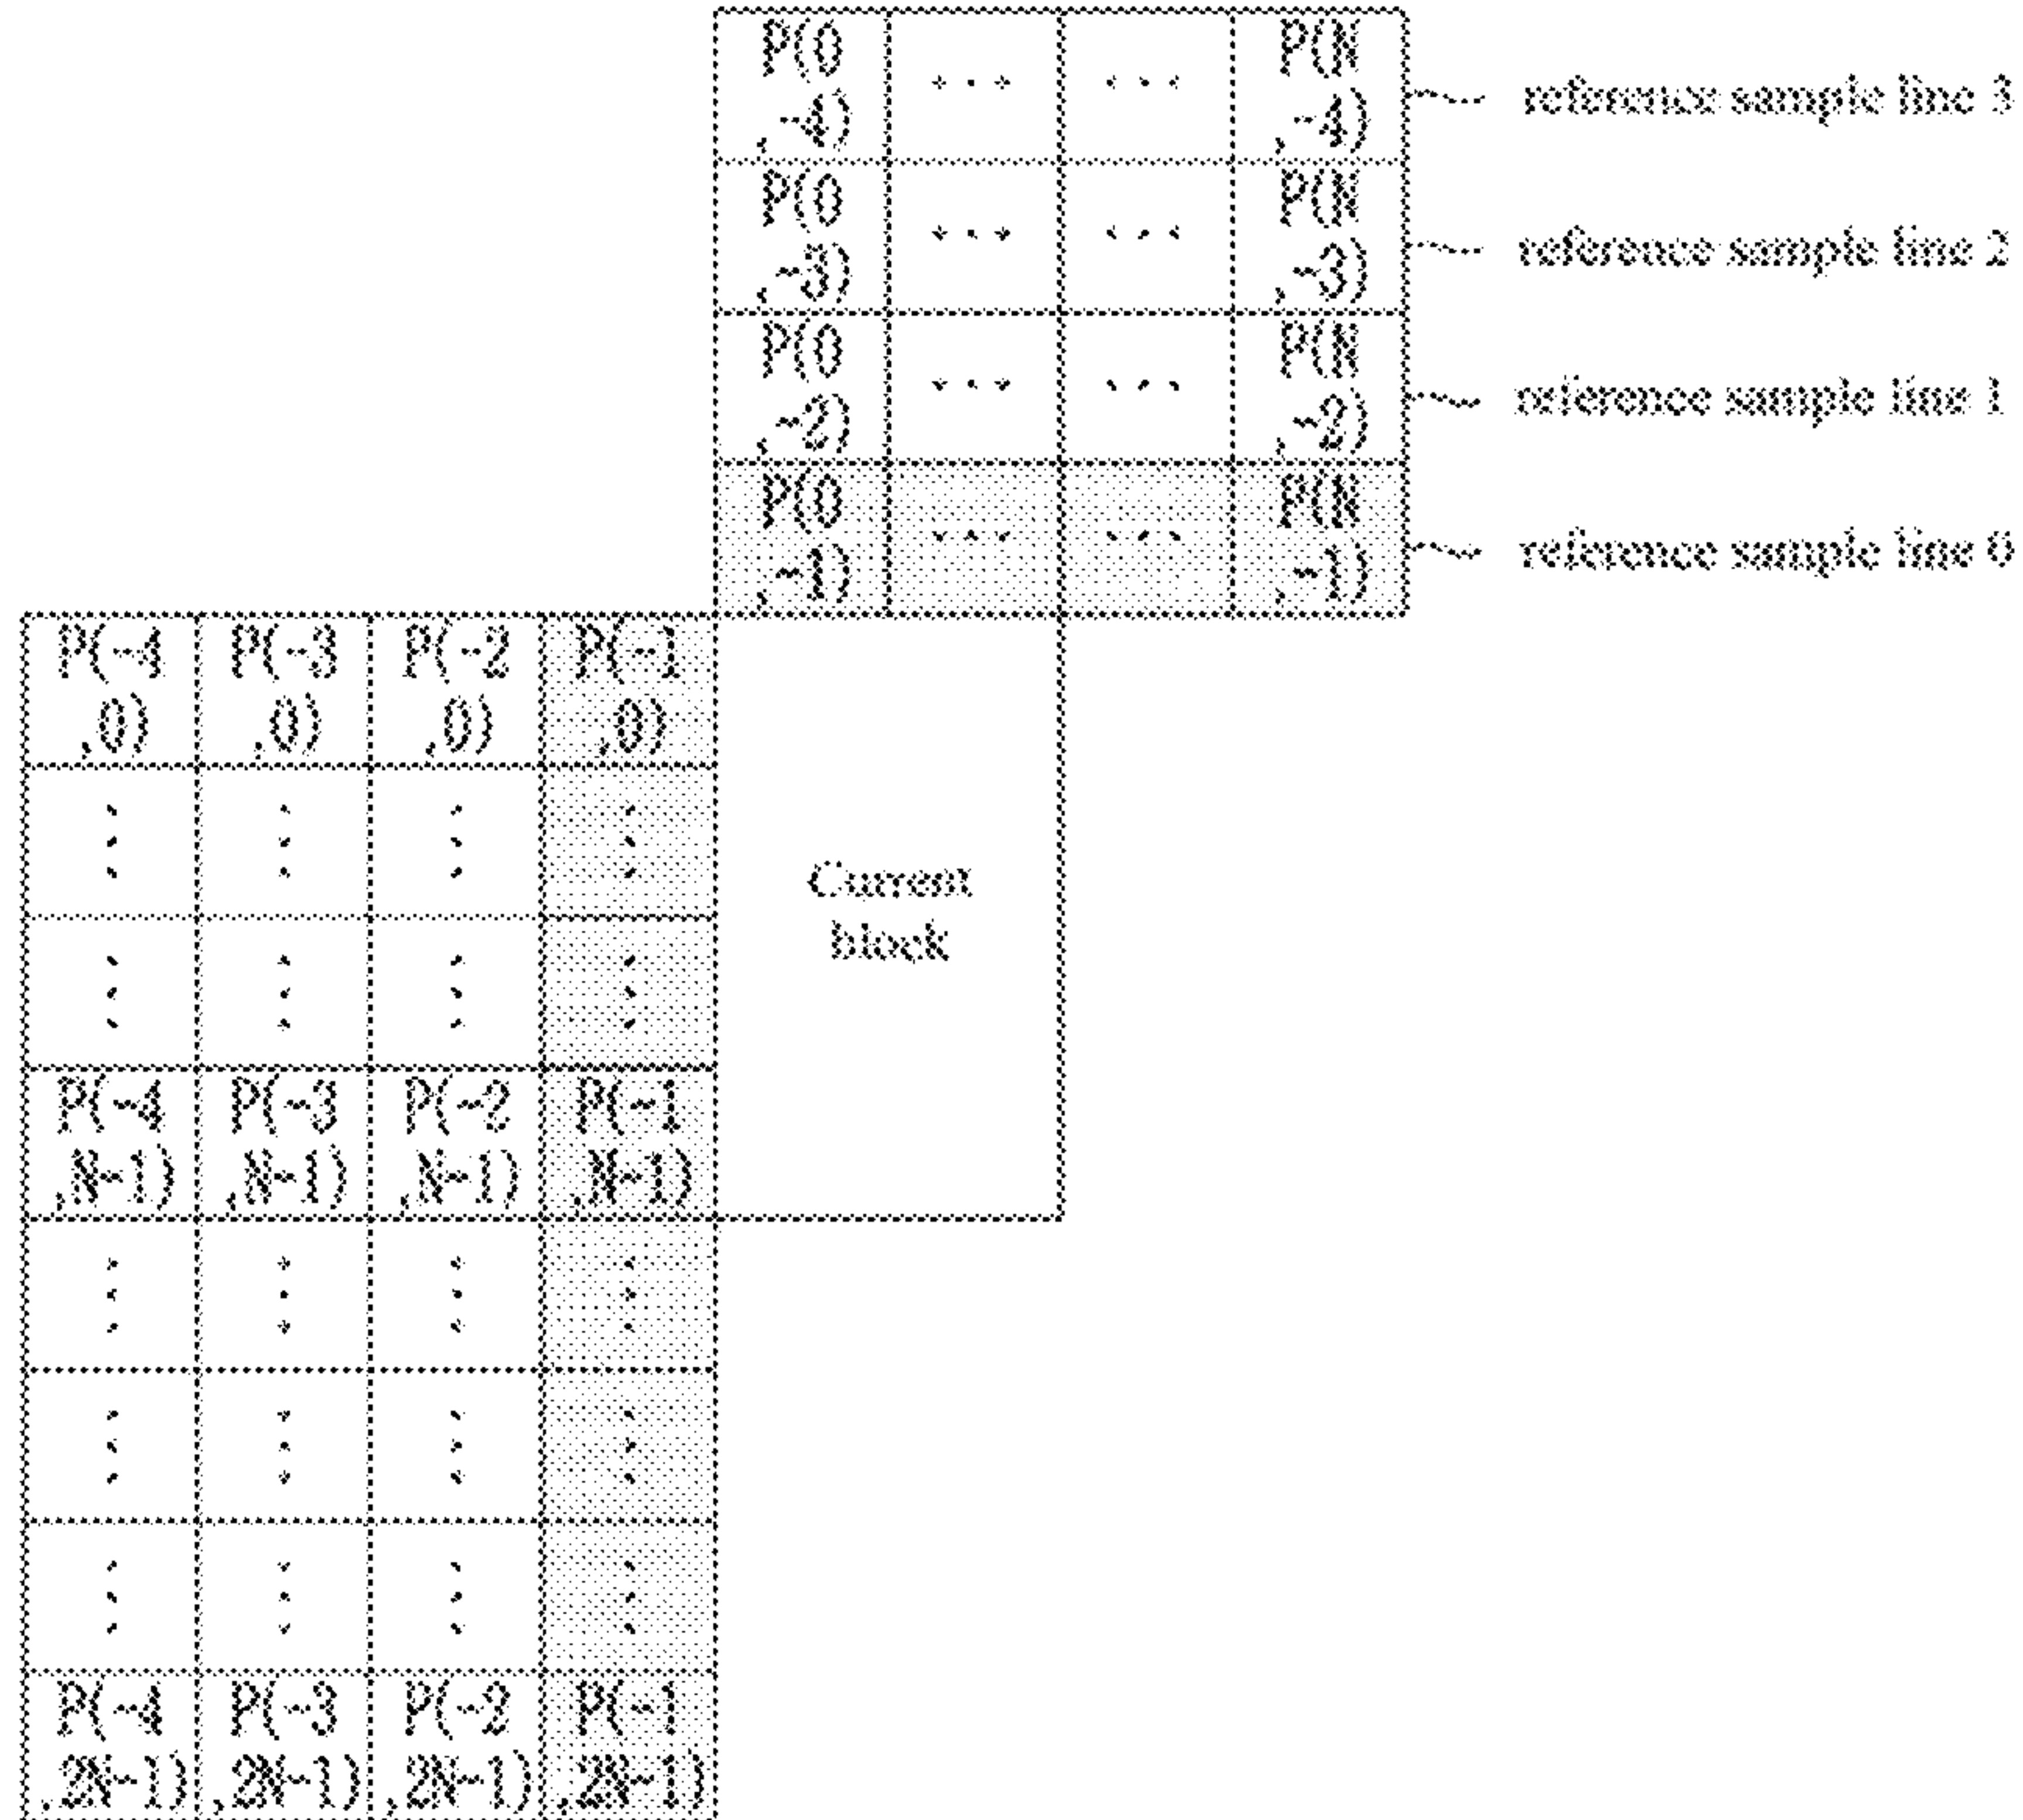 P(0
,-4)
...
...
P(N
,-4)
reference sample line 3
P(0
,-3)
...
...
P(N
,-3)
reference sample line 2
P(0
,-2)
...
...
P(N
,-2)
reference sample line 1
P(0
,-1)
...
...
P(N
,-1)
reference sample line 0
P(-4
,0)
P(-3
,0)
P(-2
,0)
P(-1
,0)
Current
block
P(-4
,N-1)
P(-3
,N-1)
P(-2
,N-1)
P(-1
,N-1)
P(-4
,2N-1)
P(-3
,2N-1)
P(-2
,2N-1)
P(-1
,2N-1)